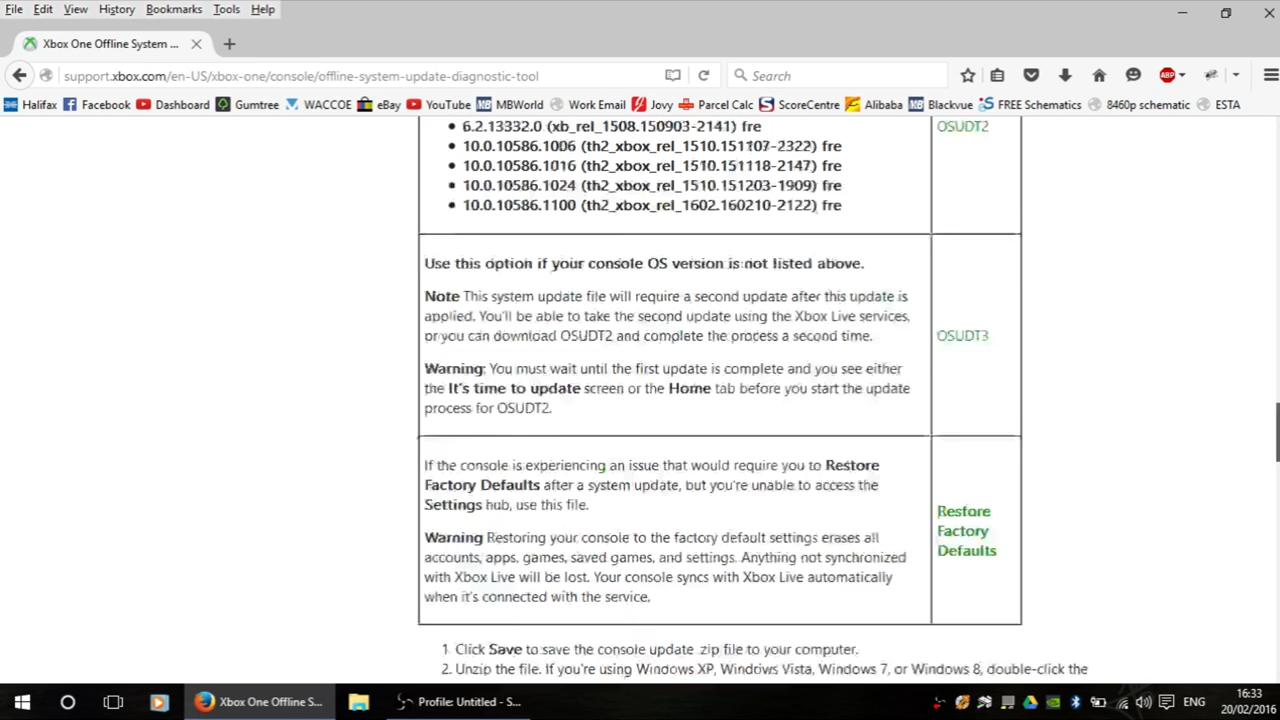 File Edit View History Bookmarks Tools Help
Xbox One Offline System ...
support.xbox.com/en-US/xbox-one/console/offline-system-update-diagnostic-tool
Search
ABP
Halifax Facebook Dashboard Gumtree WACCOE eBay YouTube MBWorld Work Email Jovy Parcel Calc ScoreCentre Alibaba Blackvue FREE Schematics 8460p schematic ESTA
6.2.13332.0 (xb_rel_1508.150903-2141) fre
10.0.10586.1006 (th2_xbox_rel_1510.151107-2322) fre
10.0.10586.1016 (th2_xbox_rel_1510.151118-2147) fre
10.0.10586.1024 (th2_xbox_rel_1510.151203-1909) fre
10.0.10586.1100 (th2_xbox_rel_1602.160210-2122) fre
OSUDT2
Use this option if your console OS version is not listed above.
Note This system update file will require a second update after this update is
applied. You'll be able to take the second update using the Xbox Live services,
or you can download OSUDT2 and complete the process a second time.
Warning: You must wait until the first update is complete and you see either
the It's time to update screen or the Home tab before you start the update
process for OSUDT2.
OSUDT3
If the console is experiencing an issue that would require you to Restore
Factory Defaults after a system update, but you're unable to access the
Settings hub, use this file.
Warning Restoring your console to the factory default settings erases all
accounts, apps, games, saved games, and settings. Anything not synchronized
with Xbox Live will be lost. Your console syncs with Xbox Live automatically
when it's connected with the service.
Restore
Factory
Defaults
1. Click Save to save the console update .zip file to your computer.
2. Unzip the file. If you're using Windows XP, Windows Vista, Windows 7, or Windows 8, double-click the
Xbox One Offline S...
Profile: Untitled - S...
ENG
16:33
20/02/2016